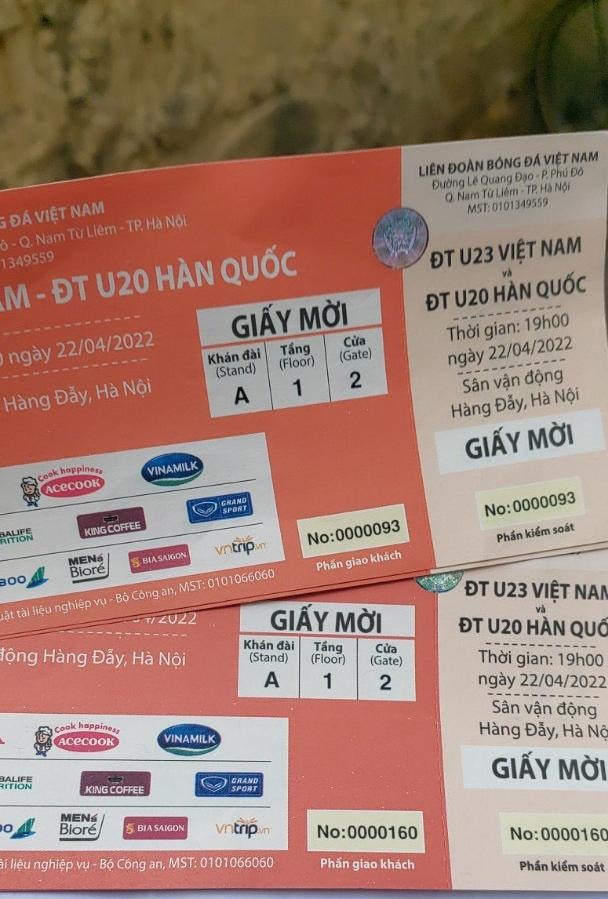 G ĐÁ VIỆT NAM
ô - Q. Nam Từ Liêm - TP. Hà Nội
1349559
AM - ĐT U20 HÀN QUỐC
0 ngày 22/04/2022
Hàng Đẫy, Hà Nội
GIẤY MỜI
Khán đài Tầng Cửa
(Stand) (Floor) (Gate)
A 1 2
Cook happiness
ACECOOK
VINAMILK
KING COFFEE
GRAND SPORT
MEN's Bioré
BIA SAIGON
vntrip.vn
No:0000093
Phần giao khách
uật tài liệu nghiệp vụ - Bộ Công an, MST: 0101066060
LIÊN ĐOÀN BÓNG ĐÁ VIỆT NAM
Đường Lê Quang Đạo - P. Phú Đô
Q. Nam Từ Liêm - TP. Hà Nội
MST: 0101349559
ĐT U23 VIỆT NAM
và
ĐT U20 HÀN QUỐC
Thời gian: 19h00
ngày 22/04/2022
Sân vận động
Hàng Đẫy, Hà Nội
GIẤY MỜI
No:0000093
Phần kiểm soát
/2022
động Hàng Đẫy, Hà Nội
GIẤY MỜI
Khán đài Tầng Cửa
(Stand) (Floor) (Gate)
A 1 2
Cook happiness
ACECOOK
VINAMILK
KING COFFEE
GRAND SPORT
MEN's Bioré
BIA SAIGON
vntrip.vn
No:0000160
Phần giao khách
ài liệu nghiệp vụ - Bộ Công an, MST: 0101066060
ĐT U23 VIỆT NAM
và
ĐT U20 HÀN QUỐ
Thời gian: 19h00
ngày 22/04/2022
Sân vận động
Hàng Đẫy, Hà Nộ
GIẤY MỜI
No:0000160
Phần kiểm soát